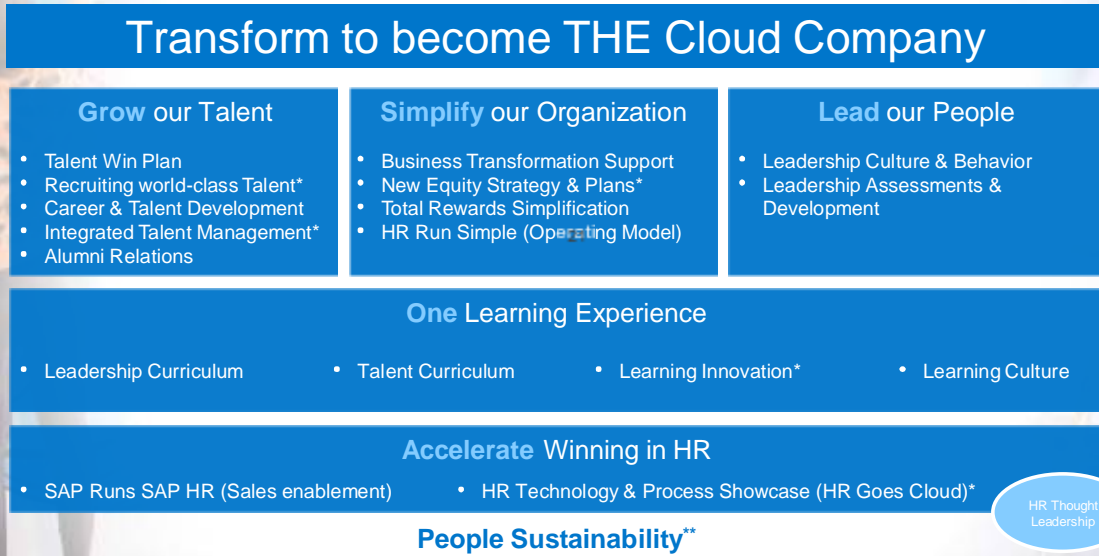 Transform to become THE Cloud Company
Grow our Talent
• Talent Win Plan
• Recruiting world-class Talent*
• Career & Talent Development
• Integrated Talent Management*
• Alumni Relations
Simplify our Organization
• Business Transformation Support
• New Equity Strategy & Plans*
• Total Rewards Simplification
• HR Run Simple (Operating Model)
Lead our People
• Leadership Culture & Behavior
• Leadership Assessments &
Development
One Learning Experience
• Leadership Curriculum
• Talent Curriculum
• Learning Innovation*
• Learning Culture
Accelerate Winning in HR
• SAP Runs SAP HR (Sales enablement)
• HR Technology & Process Showcase (HR Goes Cloud)*
HR Thought
Leadership
People Sustainability**